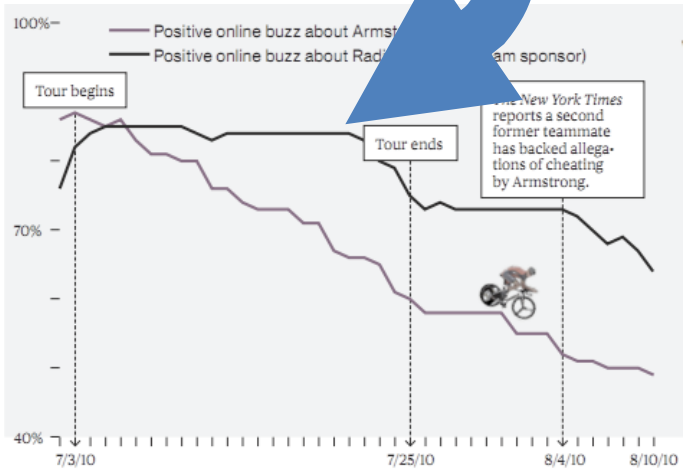 100%
Positive online buzz about Armst
Positive online buzz about Radi am sponsor)
Tour begins
New York Times
reports a second
former teammate
has backed allega-
tions of cheating
by Armstrong.
Tour ends
70%
40%
7/3/10 7/25/10 8/4/10 8/10/10